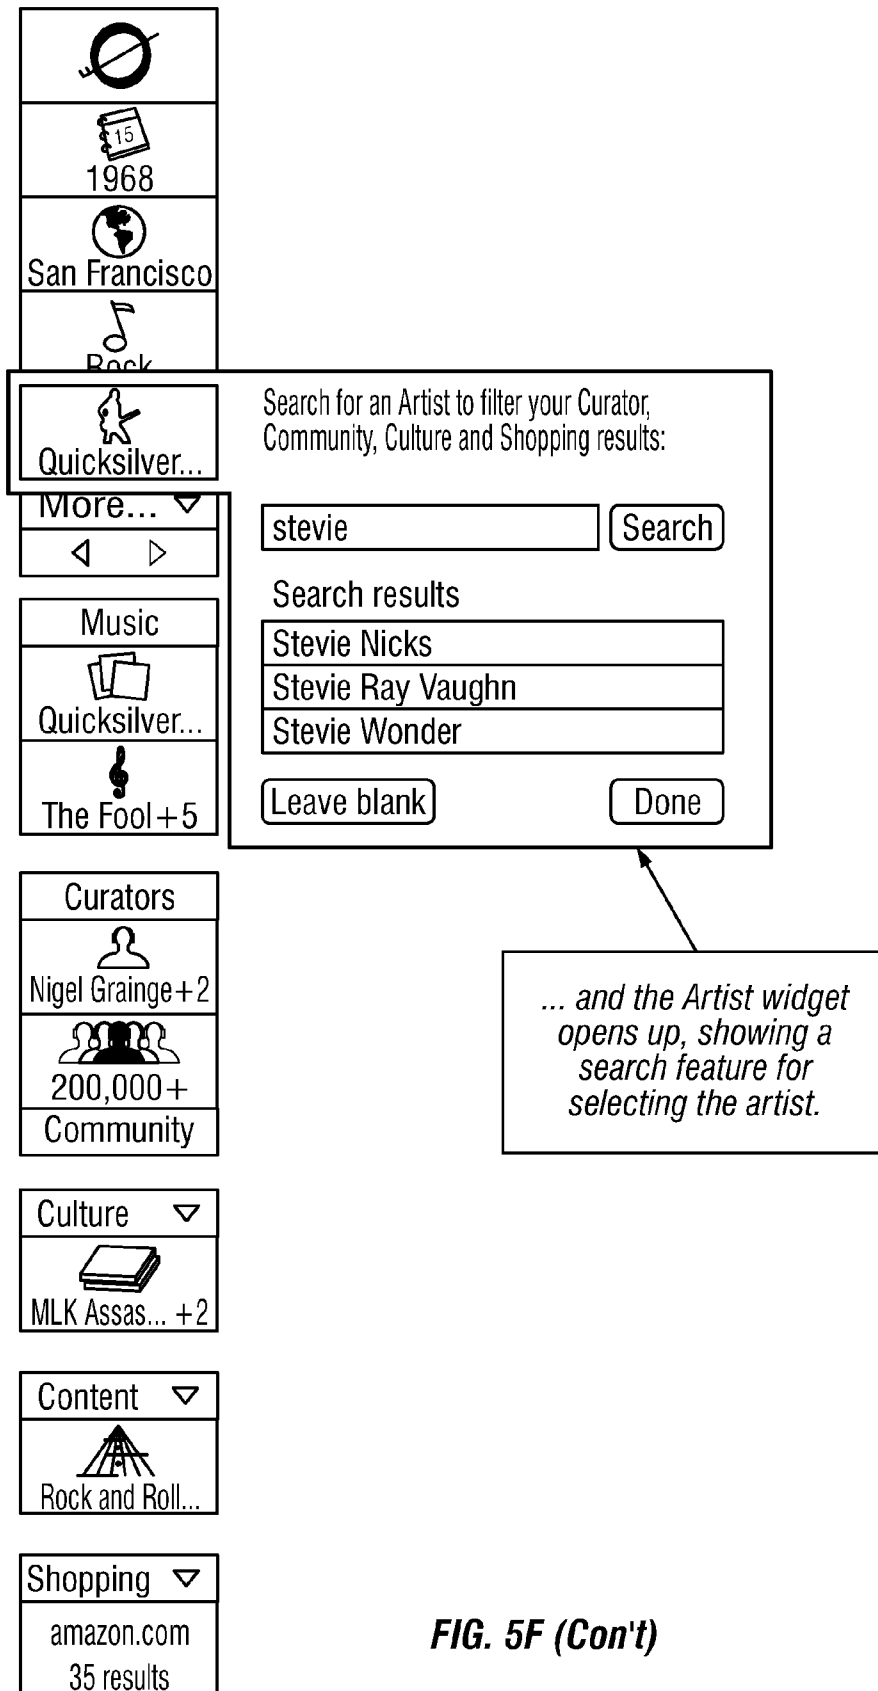 15
1968
San Francisco
Rock
Quicksilver...
Search for an Artist to filter your Curator,
Community, Culture and Shopping results:
More...
stevie
Search
Search results
Stevie Nicks
Stevie Ray Vaughn
Stevie Wonder
Leave blank
Done
Music
Quicksilver...
The Fool+5
Curators
Nigel Grainge+2
200,000+
Community
... and the Artist widget
opens up, showing a
search feature for
selecting the artist.
Culture
MLK Assas... +2
Content
Rock and Roll...
Shopping
amazon.com
35 results
FIG. 5F (Con't)